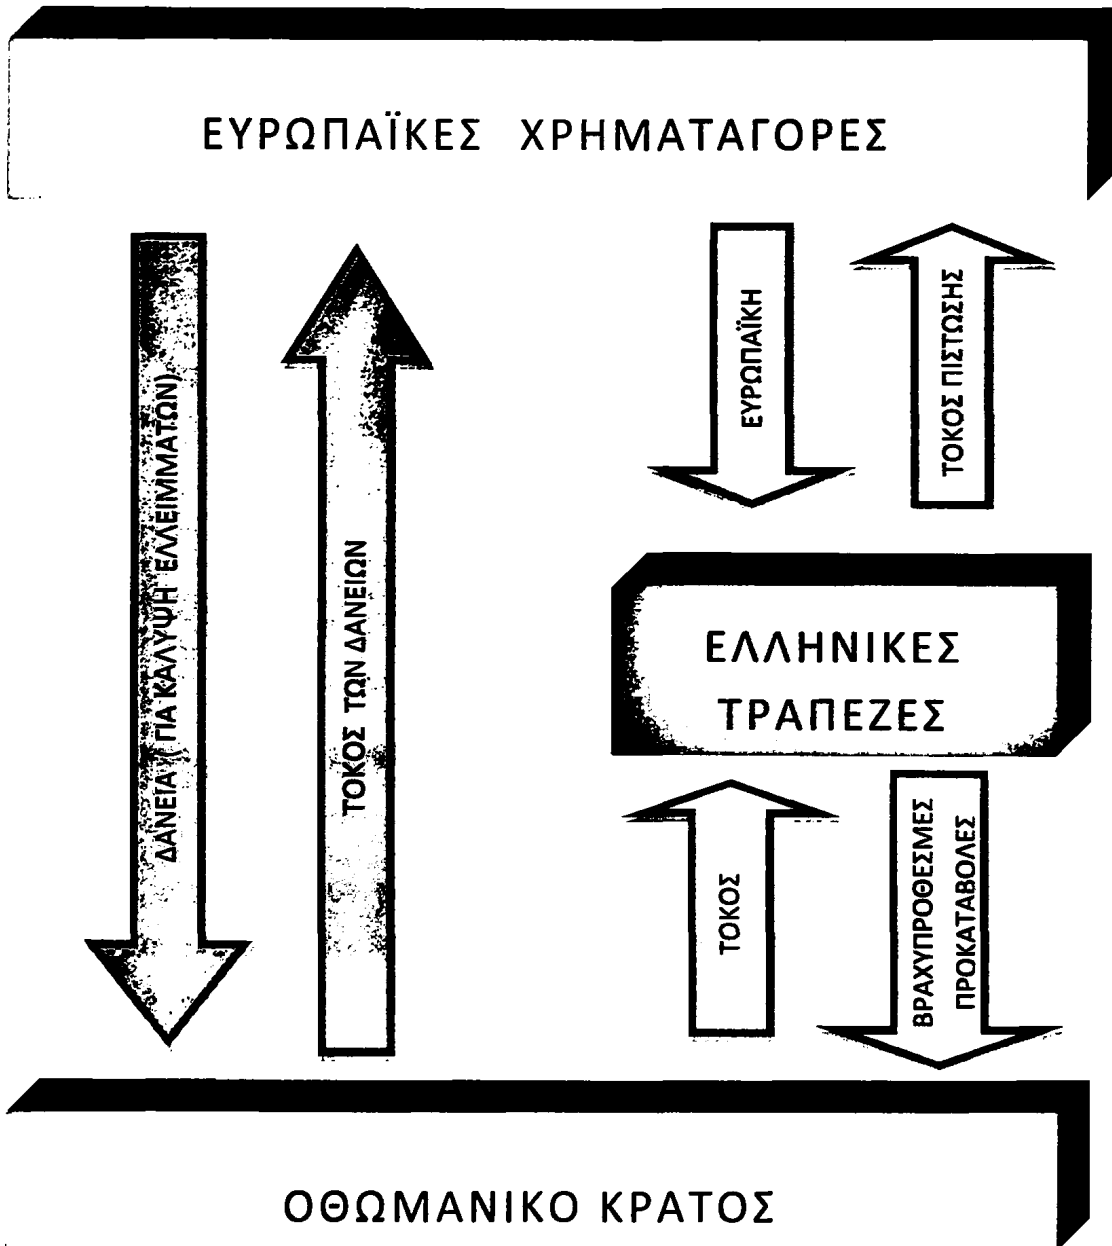 ΕΥΡΩΠΑΪΚΕΣ ΧΡΗΜΑΤΑΓΟΡΕΣ
ΔΑΝΕΙΑ ( ΓΙΑ ΚΑΛΥΨΗ ΕΛΛΕΙΜΜΑΤΩΝ)
ΤΟΚΟΣ ΤΩΝ ΔΑΝΕΙΩΝ
ΕΥΡΩΠΑΪΚΗ
ΤΟΚΟΣ ΠΙΣΤΩΣΗΣ
ΕΛΛΗΝΙΚΕΣ
ΤΡΑΠΕΖΕΣ
ΤΟΚΟΣ
ΒΡΑΧΥΠΡΟΘΕΣΜΕΣ
ΠΡΟΚΑΤΑΒΟΛΕΣ
ΟΘΩΜΑΝΙΚΟ ΚΡΑΤΟΣ